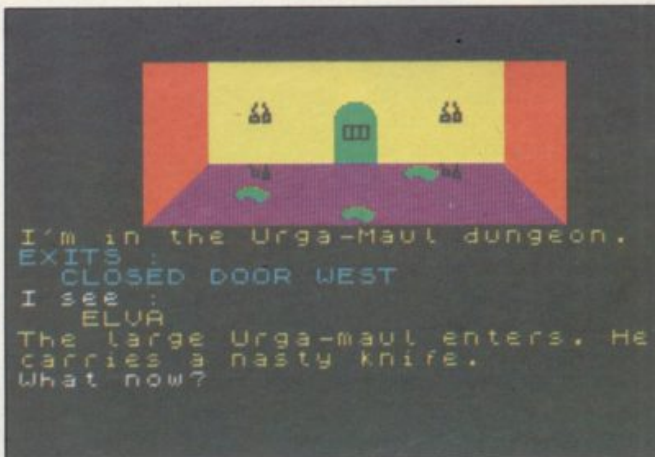 I'm in the Urga-Maul dungeon.
EXITS :
CLOSED DOOR WEST
I see :
ELVA
The large Urga-maul enters. He
carries a nasty knife.
What now?